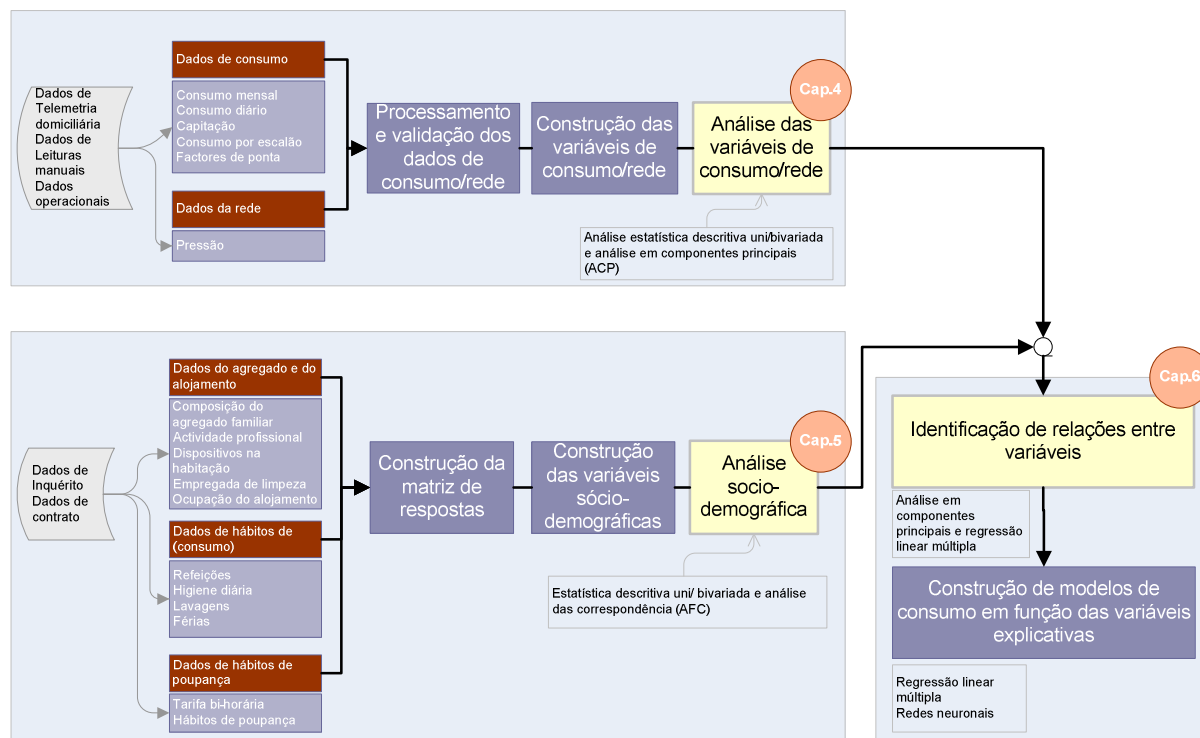 Dados de
Telemetria
domiciliária
Dados de
Leituras
manuais
Dados
operacionais
Dados de consumo
Consumo mensal
Consumo diário
Capitação
Consumo por escalão
Factores de ponta
Dados da rede
Pressão
Processamento
e validação dos
dados de
consumo/rede
Construção das
variáveis de
consumo/rede
Cap.4
Análise das
variáveis de
consumo/rede
Análise estatística descritiva uni/bivariada
e análise em componentes principais
(ACP)
Dados de
Inquérito
Dados de
contrato
Dados do agregado e do
alojamento
Composição do
agregado familiar
Actividade profissional
Dispositivos na
habitação
Empregada de limpeza
Ocupação do alojamento
Dados de hábitos de
(consumo)
Refeições
Higiene diária
Lavagens
Férias
Dados de hábitos de
poupança
Tarifa bi-horária
Hábitos de poupança
Construção da
matriz de
respostas
Construção
das variáveis
sócio-
demográficas
Cap.5
Análise
socio-
demográfica
Estatística descritiva uni/ bivariada e análise
das correspondência (AFC)
Cap.6
Identificação de relações entre
variáveis
Análise em
componentes
principais e regressão
linear múltipla
Construção de modelos de
consumo em função das variáveis
explicativas
Regressão linear
múltipla
Redes neuronais